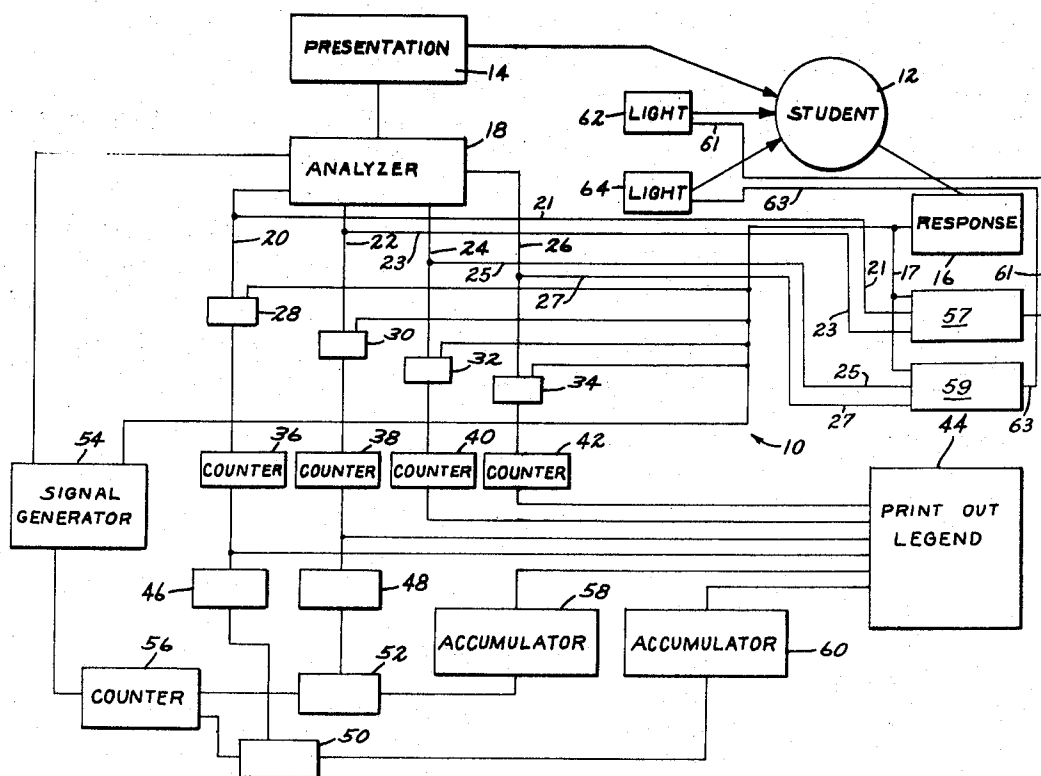 PRESENTATION
14
12
STUDENT
62
LIGHT
61
18
ANALYZER
64
LIGHT
63
21
RESPONSE
20
22
23
24
25
26
27
21
17
16
61
23
57
28
30
32
34
25
59
27
63
44
10
54
SIGNAL
GENERATOR
36
COUNTER
38
COUNTER
40
COUNTER
42
COUNTER
PRINT OUT
LEGEND
46
48
58
ACCUMULATOR
ACCUMULATOR
60
56
COUNTER
52
50